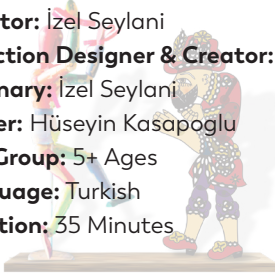 tor: İzel Seylani
ction Designer & Creator:
nary: İzel Seylani
er: Hüseyin Kasapoglu
Group: 5+ Ages
uage: Turkish
tion: 35 Minutes